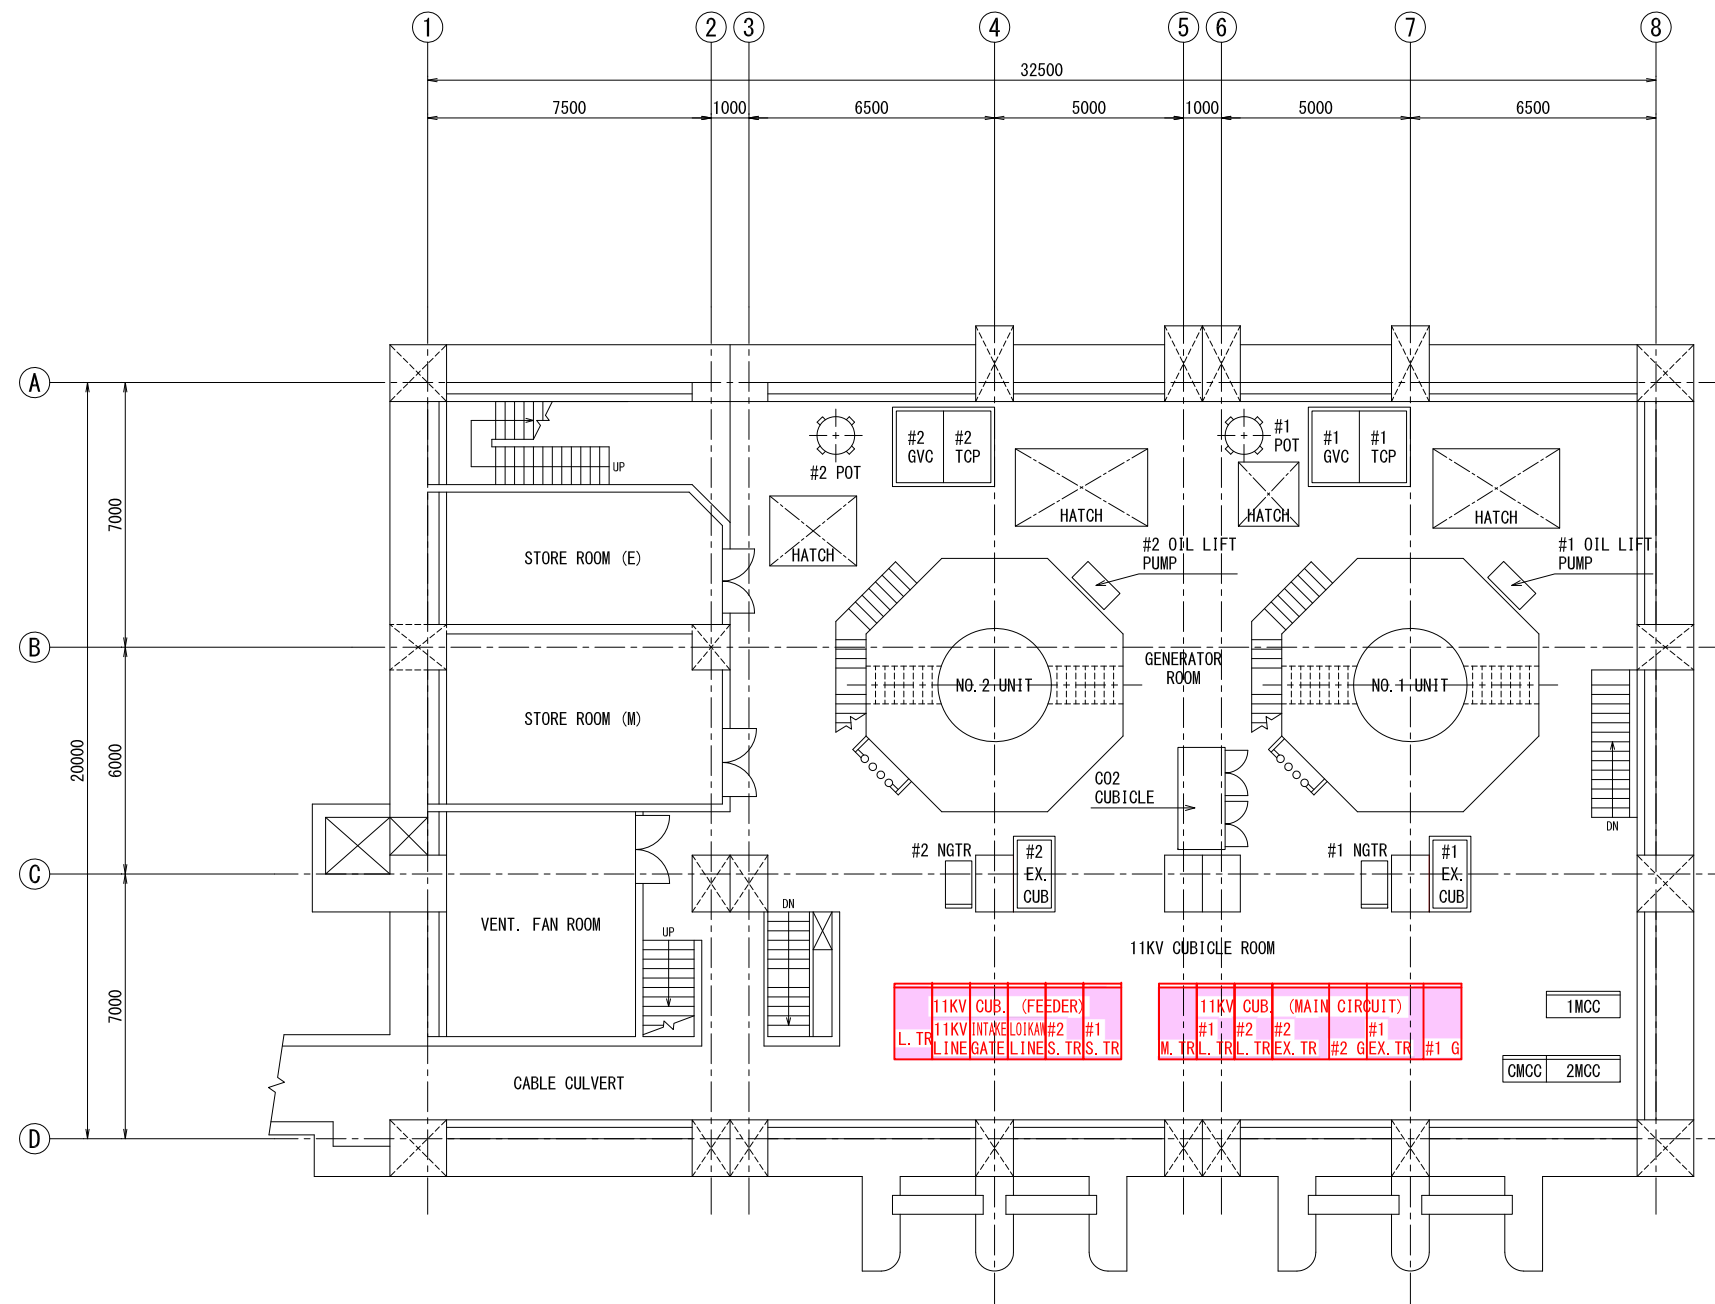 1
2
3
4
5
6
7
8
32500
7500
1000
6500
5000
1000
5000
6500
A
B
C
D
20000
7000
6000
7000
UP
#2 POT
#2
GVC
#2
TCP
HATCH
HATCH
#1
POT
HATCH
#1
GVC
#1
TCP
HATCH
STORE ROOM (E)
#2 OIL LIFT
PUMP
#1 OIL LIFT
PUMP
GENERATOR
ROOM
NO.2 UNIT
NO.1 UNIT
STORE ROOM (M)
CO2
CUBICLE
DN
#2 NGTR
#2
EX.
CUB
#1 NGTR
#1
EX.
CUB
VENT. FAN ROOM
UP
DN
11KV CUBICLE ROOM
11KV CUB. (FEEDER)
L.TR
11KV
LINE
INTAKE
GATE
LOIKAW
LINE
#2
S.TR
#1
S.TR
11KV CUB. (MAIN CIRCUIT)
M.TR
#1
L.TR
#2
L.TR
#2
EX.TR
#2 G
#1
EX.TR
#1 G
1MCC
CMCC
2MCC
CABLE CULVERT